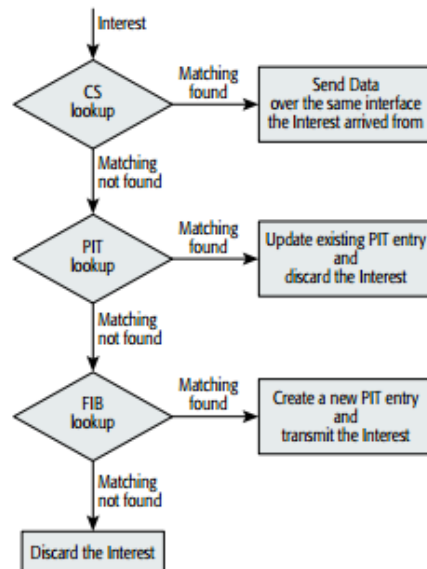 Interest
CS
lookup
Matching
found
Send Data
over the same interface
the Interest arrived from
Matching
not found
PIT
lookup
Matching
found
Update existing PIT entry
and
discard the Interest
Matching
not found
FIB
lookup
Matching
found
Create a new PIT entry
and
transmit the Interest
Matching
not found
Discard the Interest